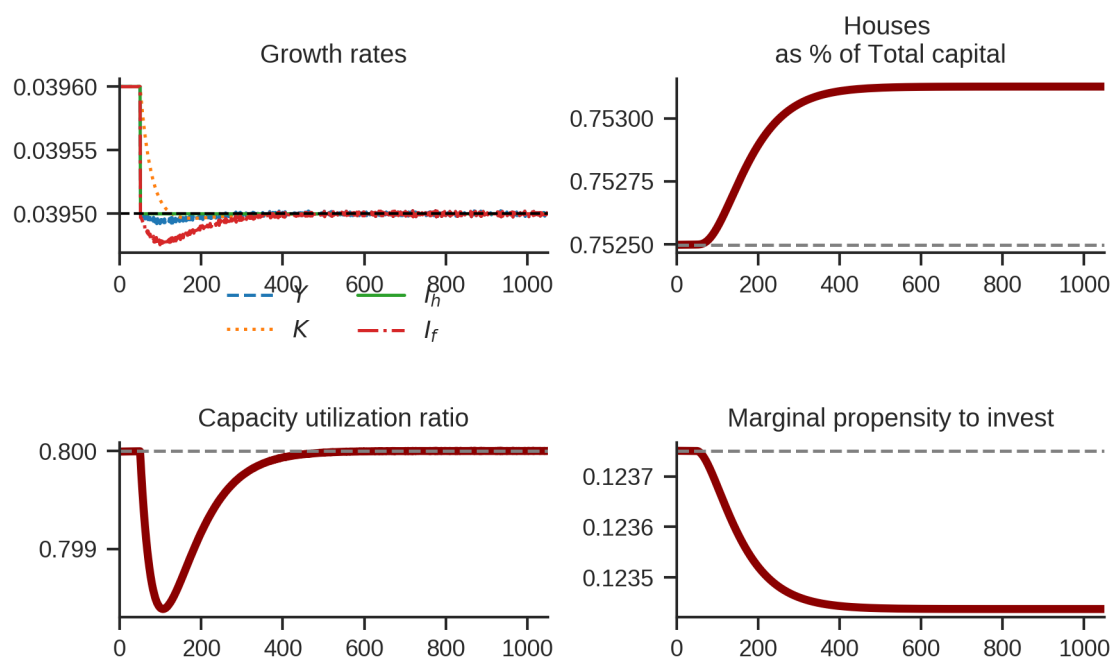 Growth rates
0.03960
0.03955
0.03950
0 200 400 600 800 1000
Y I_h
K I_f
Houses
as % of Total capital
0.75300
0.75275
0.75250
0 200 400 600 800 1000
Capacity utilization ratio
0.800
0.799
0 200 400 600 800 1000
Marginal propensity to invest
0.1237
0.1236
0.1235
0 200 400 600 800 1000